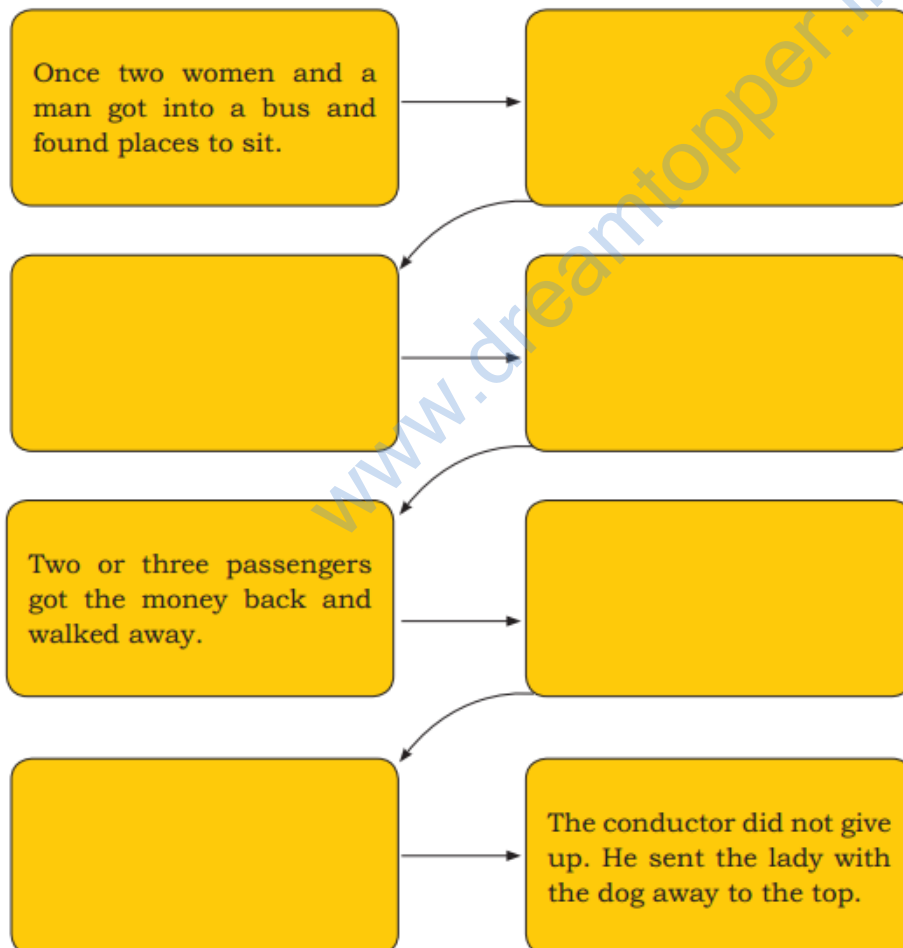 Once two women and a
man got into a bus and
found places to sit.
Two or three passengers
got the money back and
walked away.
The conductor did not give
up. He sent the lady with
the dog away to the top.
www.dreamtopper.